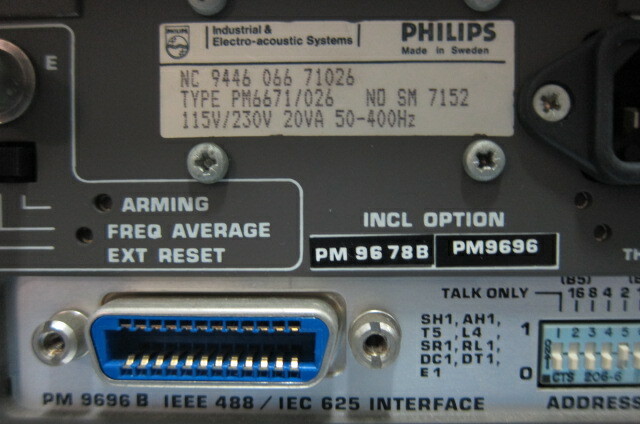 Industrial &
Electro-acoustic Systems
PHILIPS
Made in Sweden
NC 9446 066 71026
TYPE PM6671/026 NO SM 7152
115V/230V 20VA 50-400Hz
E
ARMING
FREQ AVERAGE
EXT RESET
INCL OPTION
PM 9678B PM9696
TH
(B5)
TALK ONLY 16 8 4 2 1
SH1, AH1,
T5, L4,
SR1, RL1,
DC1, DT1,
E1
1
0
1 2 3 4 5
CTS 206-8
PM 9696 B IEEE 488 / IEC 625 INTERFACE ADDRESS